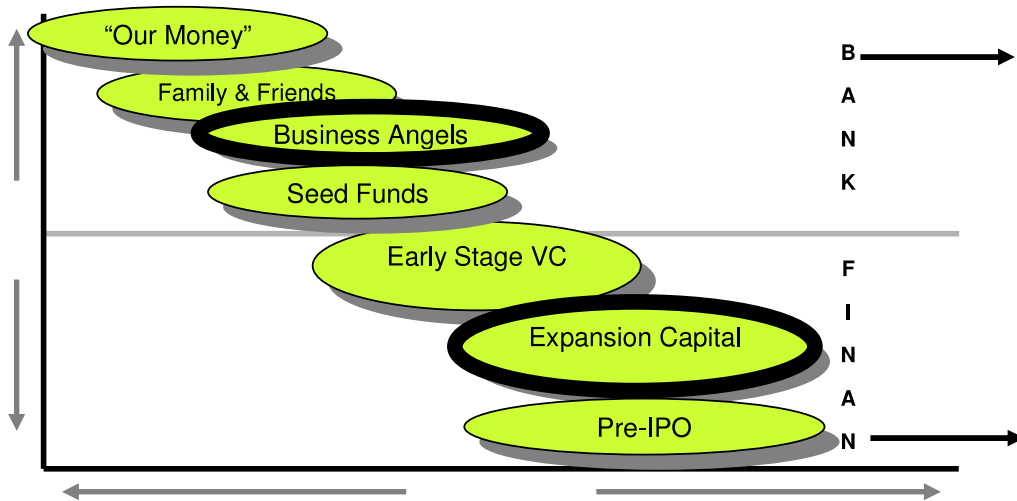 “Our Money”
Family & Friends
Business Angels
Seed Funds
Early Stage VC
Expansion Capital
Pre-IPO
B
A
N
K
F
I
N
A
N